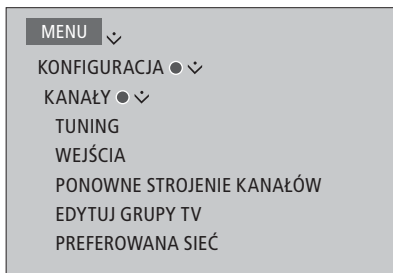 MENU
KONFIGURACJA
KANAŁY
TUNING
WEJŚCIA
PONOWNE STROJENIE KANAŁÓW
EDYTUJ GRUPY TV
PREFEROWANA SIEĆ